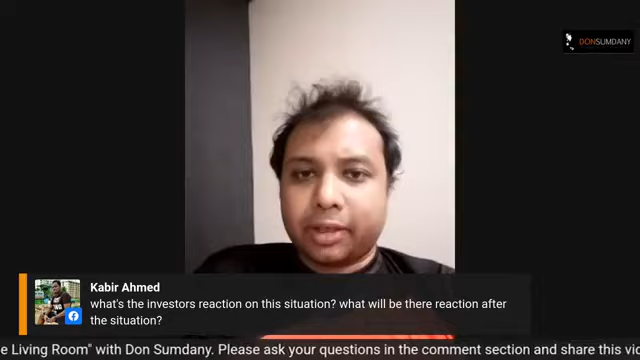 DONSUMDANY
Kabir Ahmed
what's the investors reaction on this situation? what will be there reaction after
the situation?
e Living Room" with Don Sumdany. Please ask your questions in the comment section and share this vi